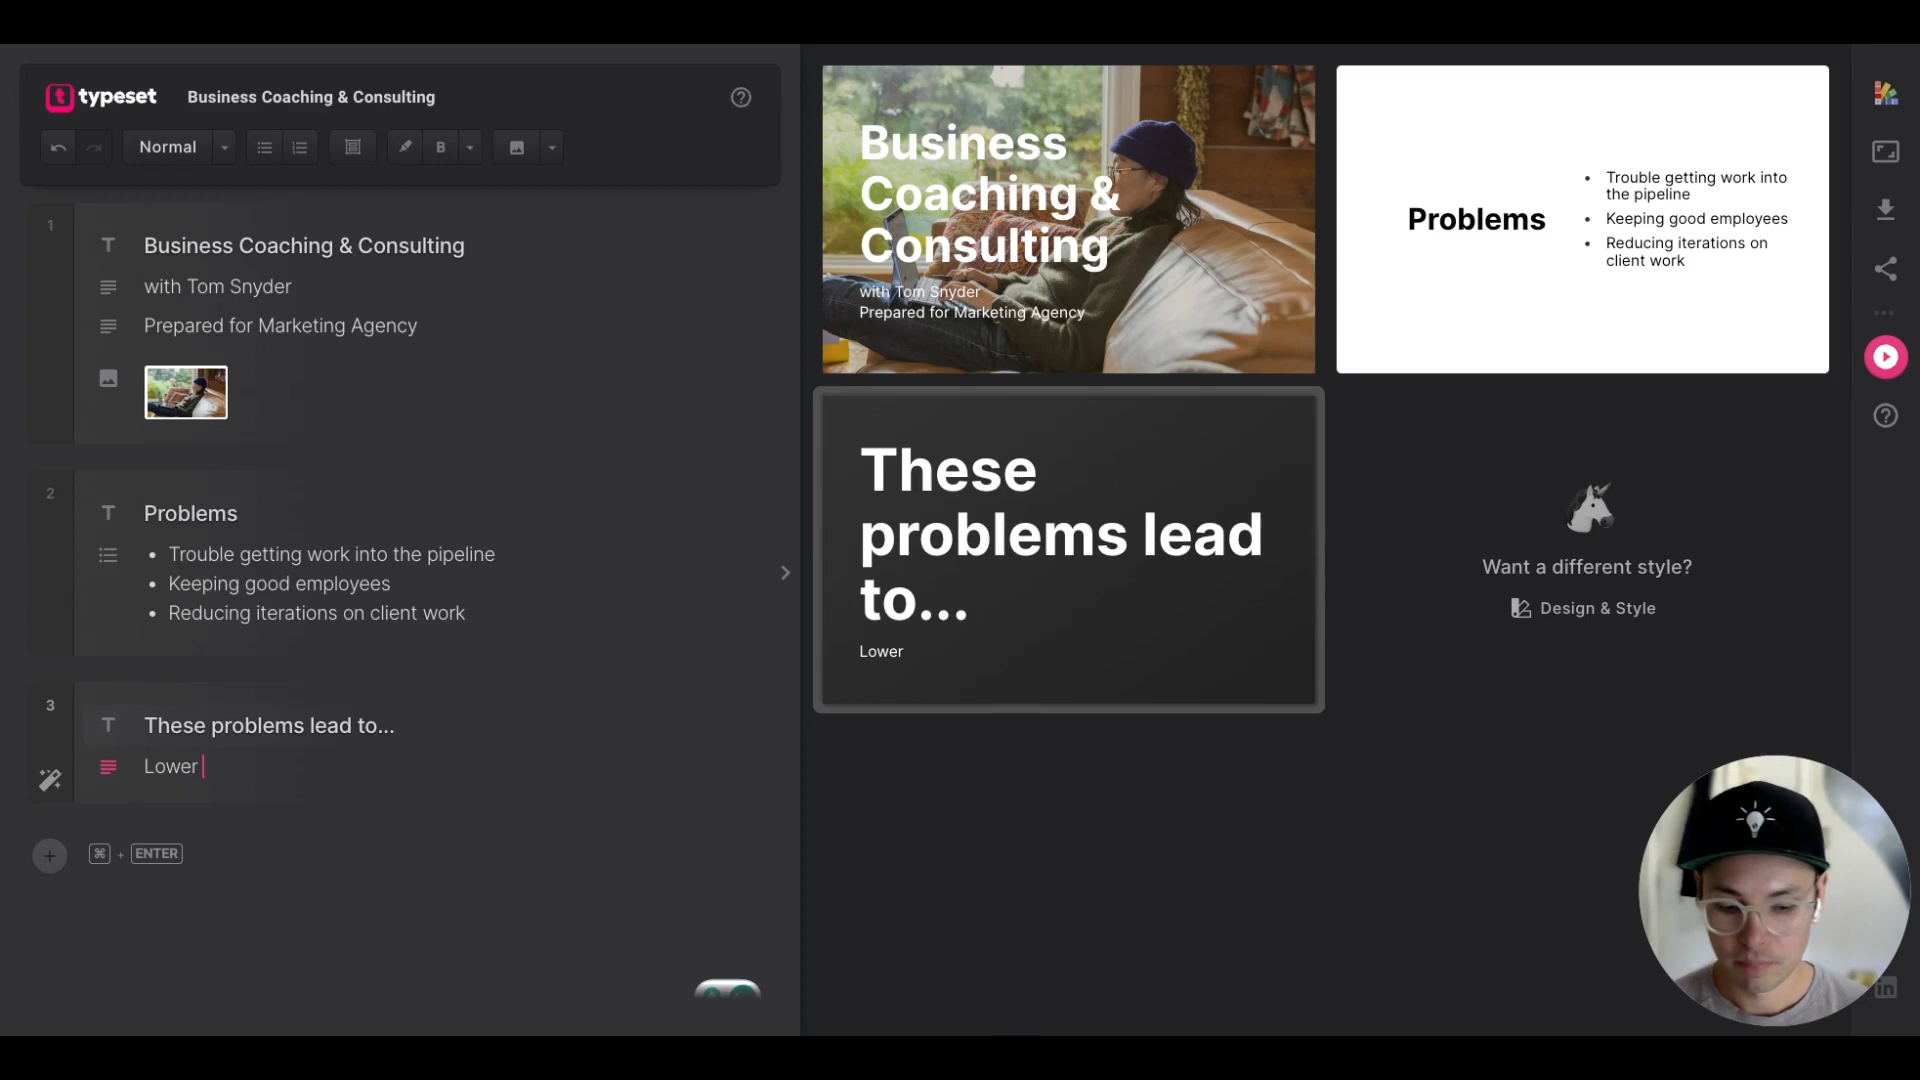 typeset
Business Coaching & Consulting
Normal
B
1
Business Coaching & Consulting
with Tom Snyder
Prepared for Marketing Agency
2
Problems
• Trouble getting work into the pipeline
• Keeping good employees
• Reducing iterations on client work
3
These problems lead to...
Lower
⌘ + ENTER
Business
Coaching &
Consulting
with Tom Snyder
Prepared for Marketing Agency
Problems
• Trouble getting work into
the pipeline
• Keeping good employees
• Reducing iterations on
client work
These
problems lead
to...
Lower
Want a different style?
Design & Style
in